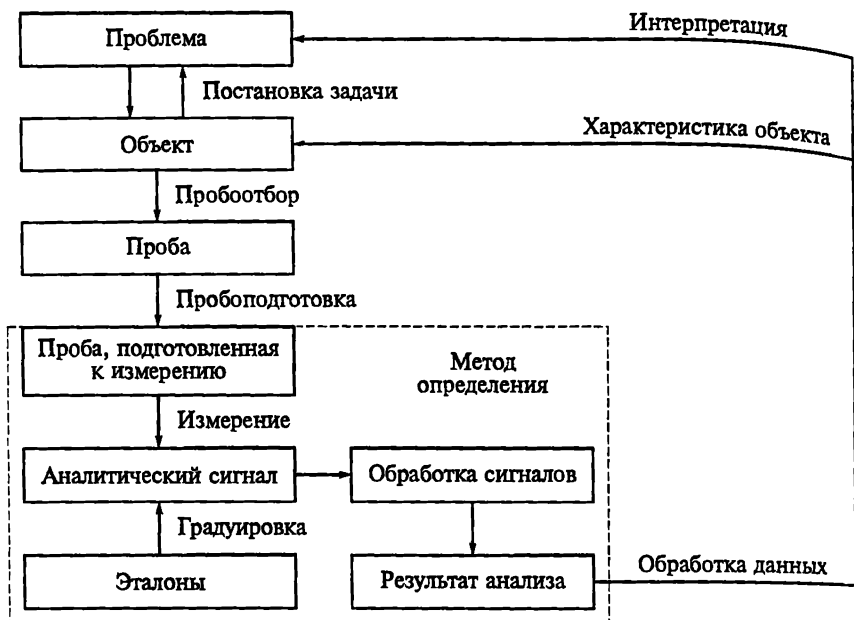 Проблема
Интерпретация
Постановка задачи
Объект
Характеристика объекта
Пробоотбор
Проба
Пробоподготовка
Проба, подготовленная
к измерению
Метод
определения
Измерение
Аналитический сигнал
Обработка сигналов
Градуировка
Эталоны
Результат анализа
Обработка данных